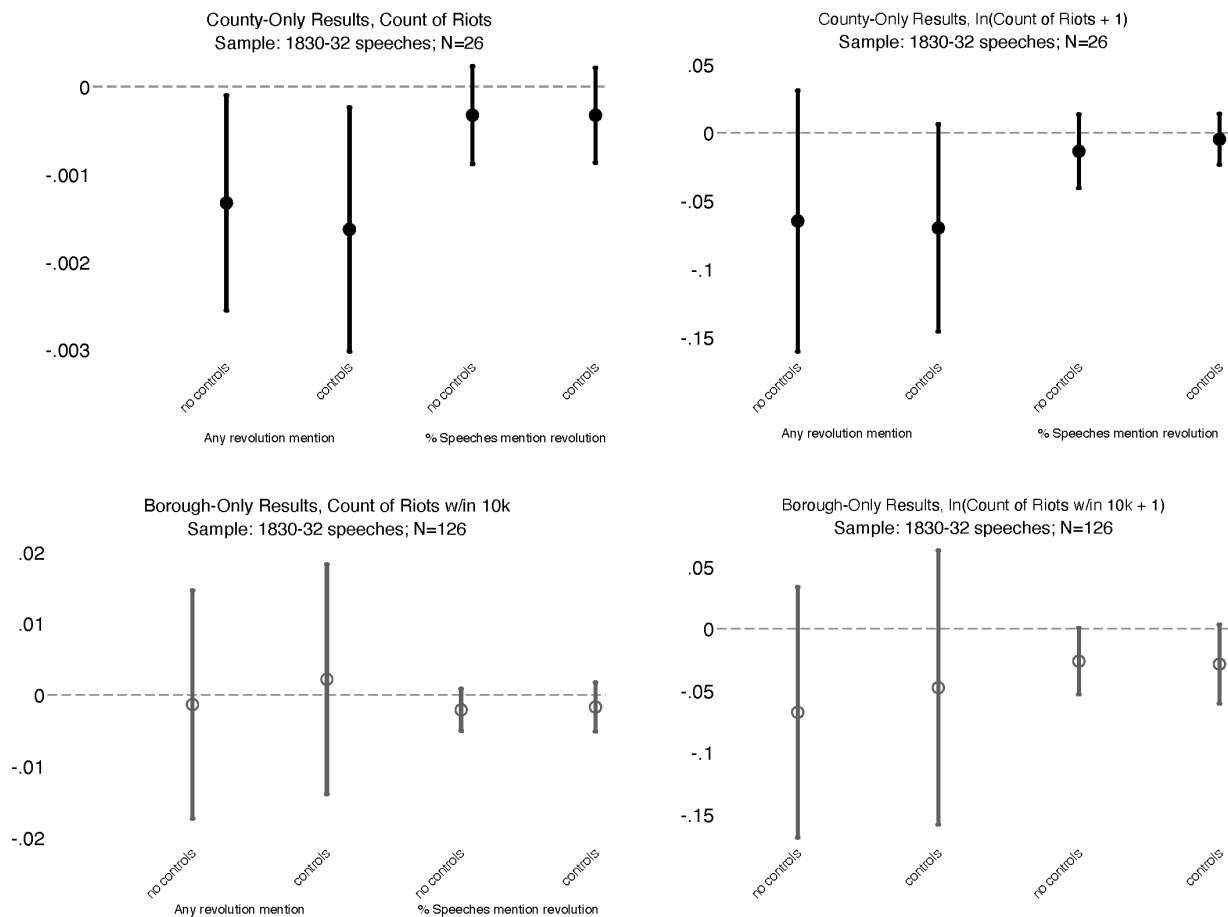 County-Only Results, Count of Riots
Sample: 1830-32 speeches; N=26
0
-.001
-.002
-.003
no controls
controls
no controls
controls
Any revolution mention
% Speeches mention revolution
County-Only Results, ln(Count of Riots + 1)
Sample: 1830-32 speeches; N=26
.05
0
-.05
-.1
-.15
no controls
controls
no controls
controls
Any revolution mention
% Speeches mention revolution
Borough-Only Results, Count of Riots w/in 10k
Sample: 1830-32 speeches; N=126
.02
.01
0
-.01
-.02
no controls
controls
no controls
controls
Any revolution mention
% Speeches mention revolution
Borough-Only Results, ln(Count of Riots w/in 10k + 1)
Sample: 1830-32 speeches; N=126
.05
0
-.05
-.1
-.15
no controls
controls
no controls
controls